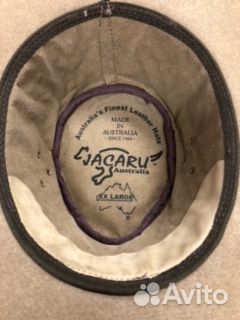 Australia's Finest Leather Hats
MADE IN
AUSTRALIA
- SINCE 1984 -
JACARU
Australia
XX LARGE
Avito